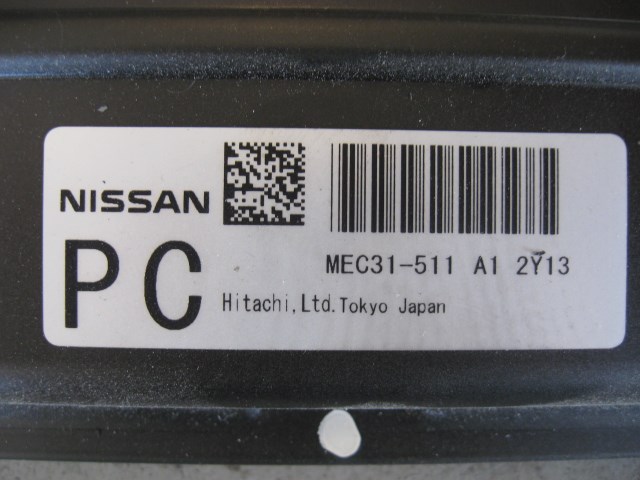 NISSAN
MEC31-511 A1 2Y13
PC
Hitachi,Ltd.Tokyo Japan